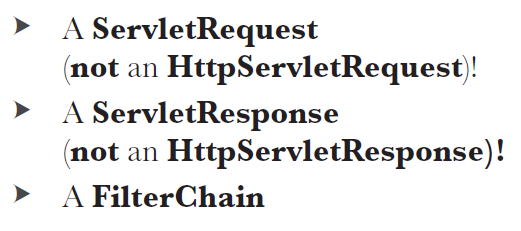 ➤ A ServletRequest
(not an HttpServletRequest)!
➤ A ServletResponse
(not an HttpServletResponse)!
➤ A FilterChain